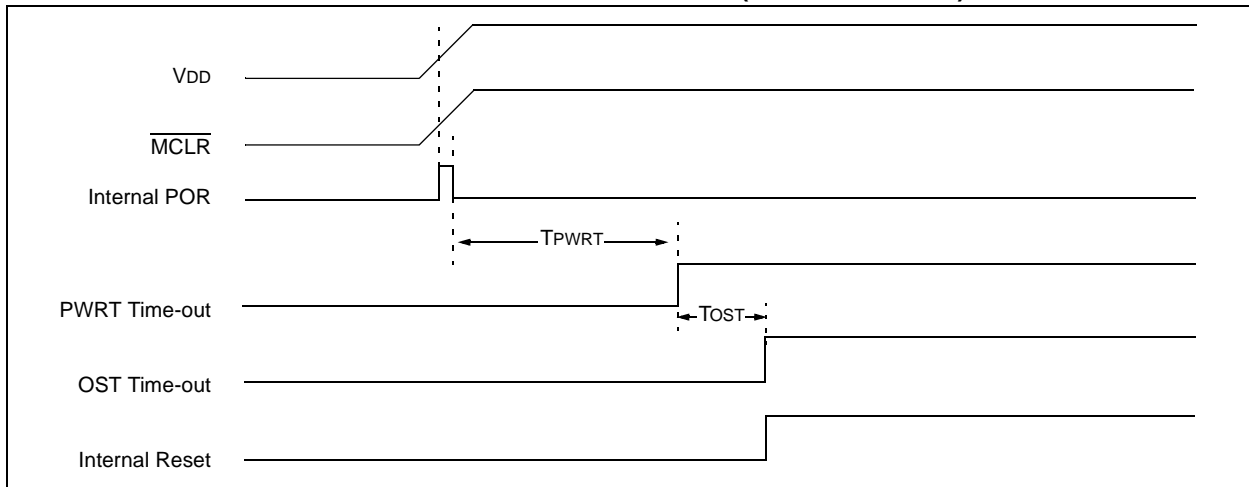 VDD
MCLR
Internal POR
TPWRT
PWRT Time-out
TOST
OST Time-out
Internal Reset